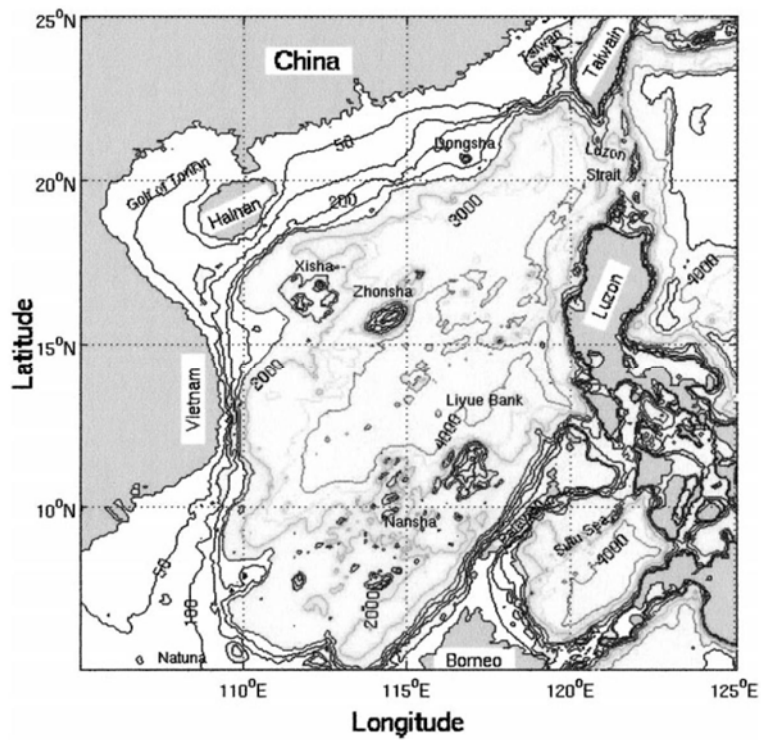 25°N
China
Taiwan
Strait
Taiwain
50
Dongsha
Luzon
Strait
Golf of Tonkin
20°N
Hainan
200
3000
Xisha
Zhonsha
4000
Luzon
Latitude
15°N
2000
Vietnam
Liyue Bank
4000
10°N
Nansha
Sulu Sea
4000
50
100
2000
Natuna
Borneo
110°E
115°E
120°E
125°E
Longitude